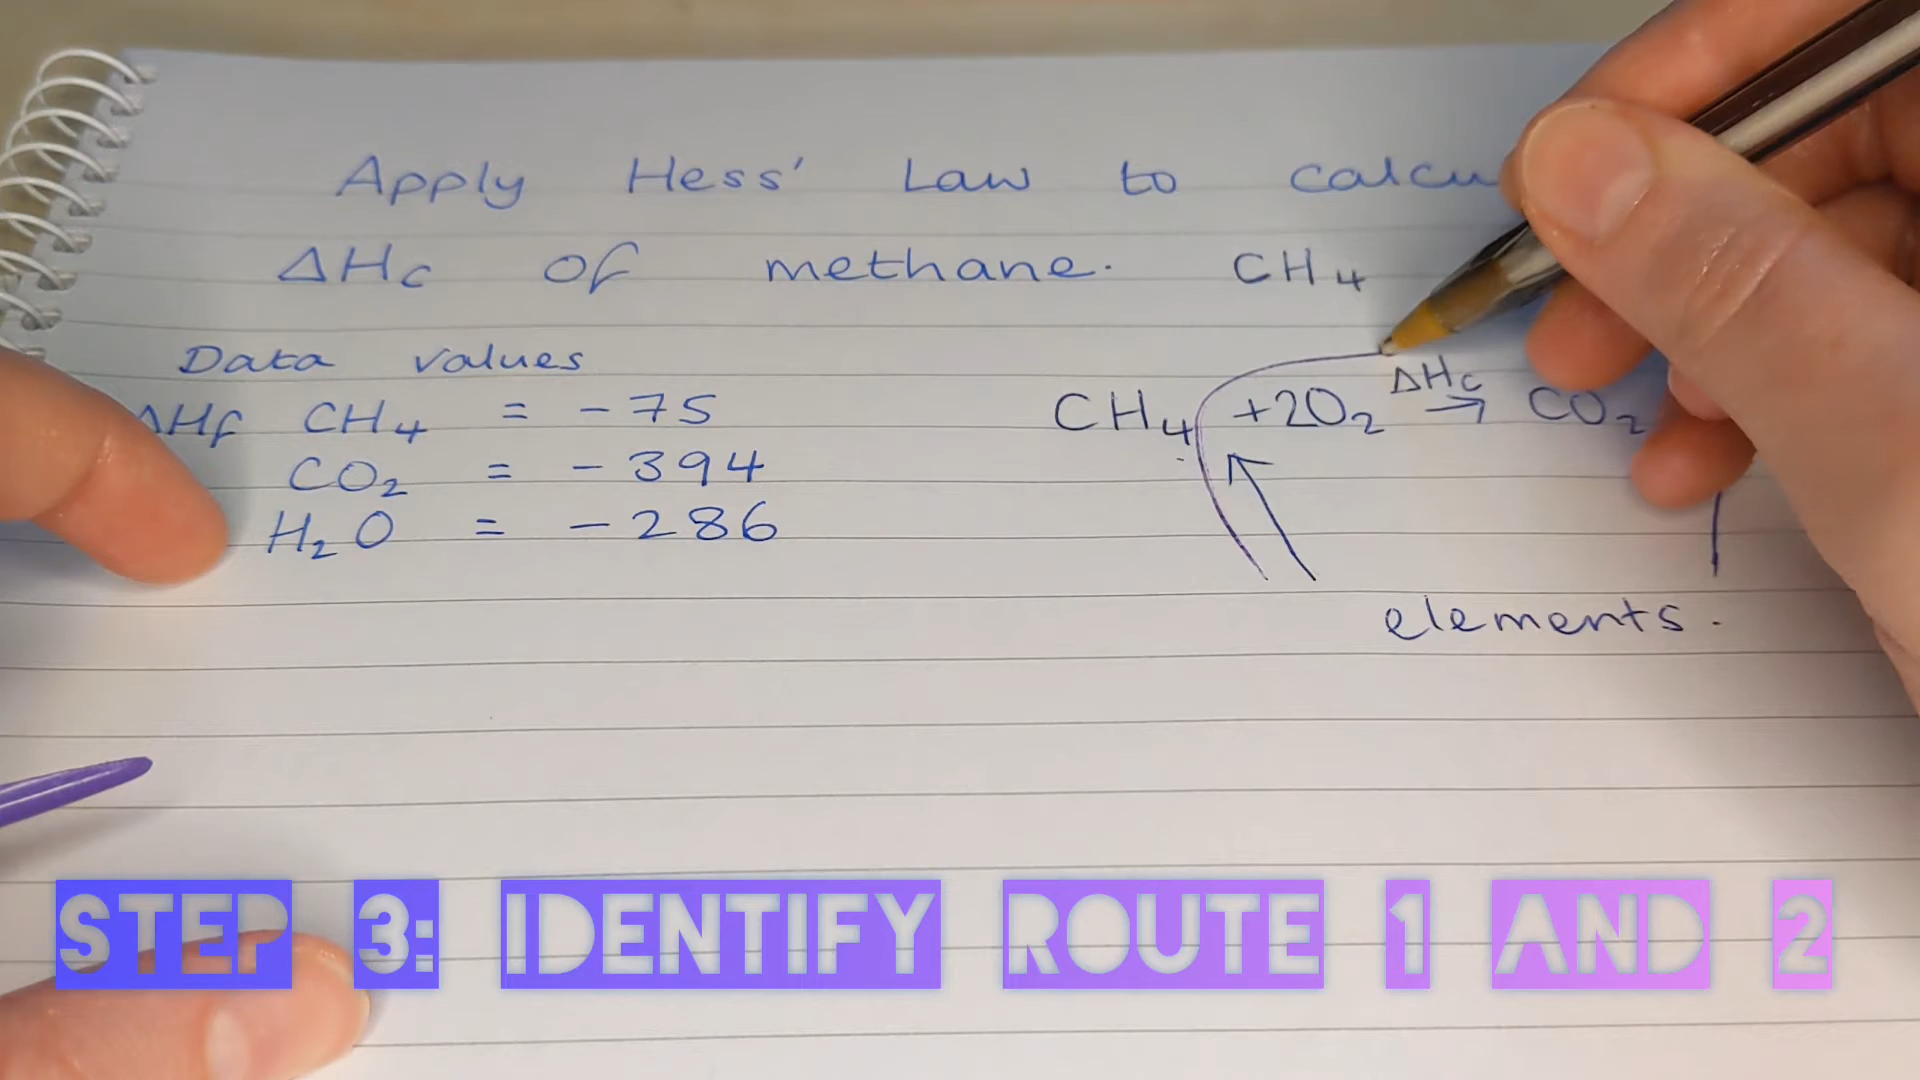 Apply Hess' Law to calcu
ΔHc of methane. CH₄
Data values
ΔHf CH₄ = -75
CO₂ = -394
H₂O = -286
CH₄ + 2O₂ ΔHc → CO₂
elements.
STEP 3: IDENTIFY ROUTE 1 AND 2